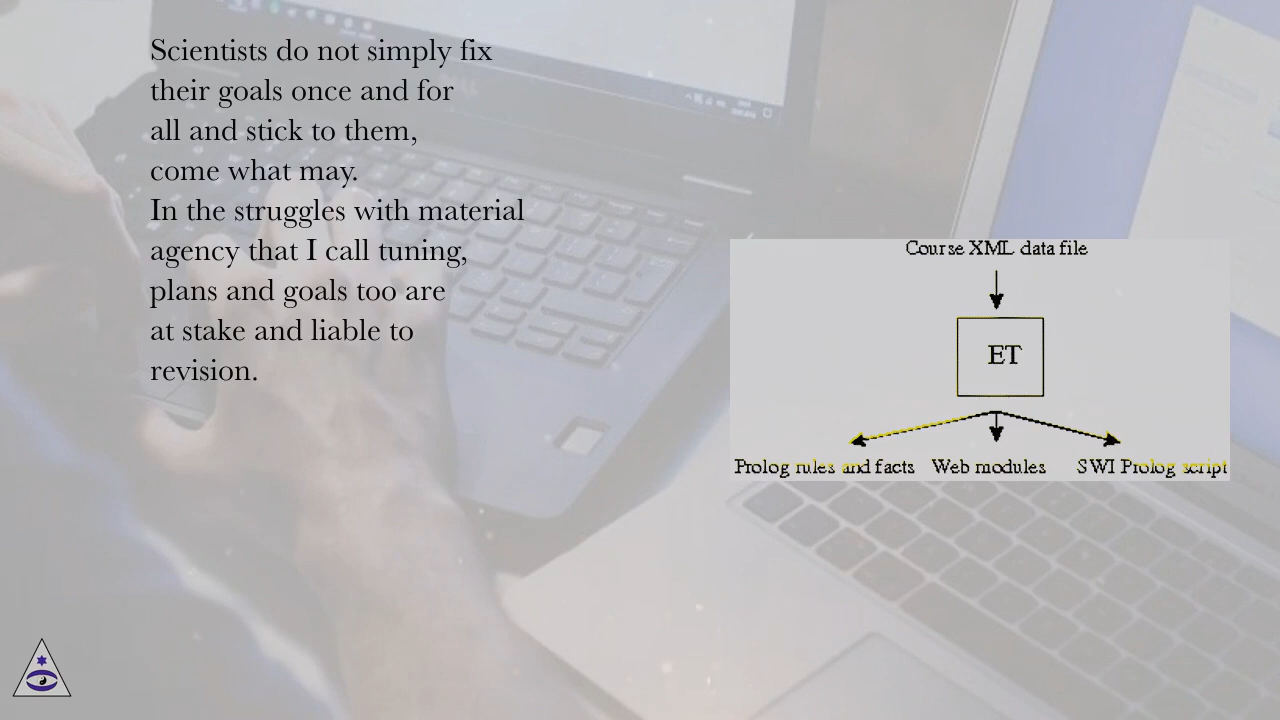 Scientists do not simply fix
their goals once and for
all and stick to them,
come what may.
In the struggles with material
agency that I call tuning,
plans and goals too are
at stake and liable to
revision.
Course XML data file
ET
Prolog rules and facts
Web modules
SWI Prolog script